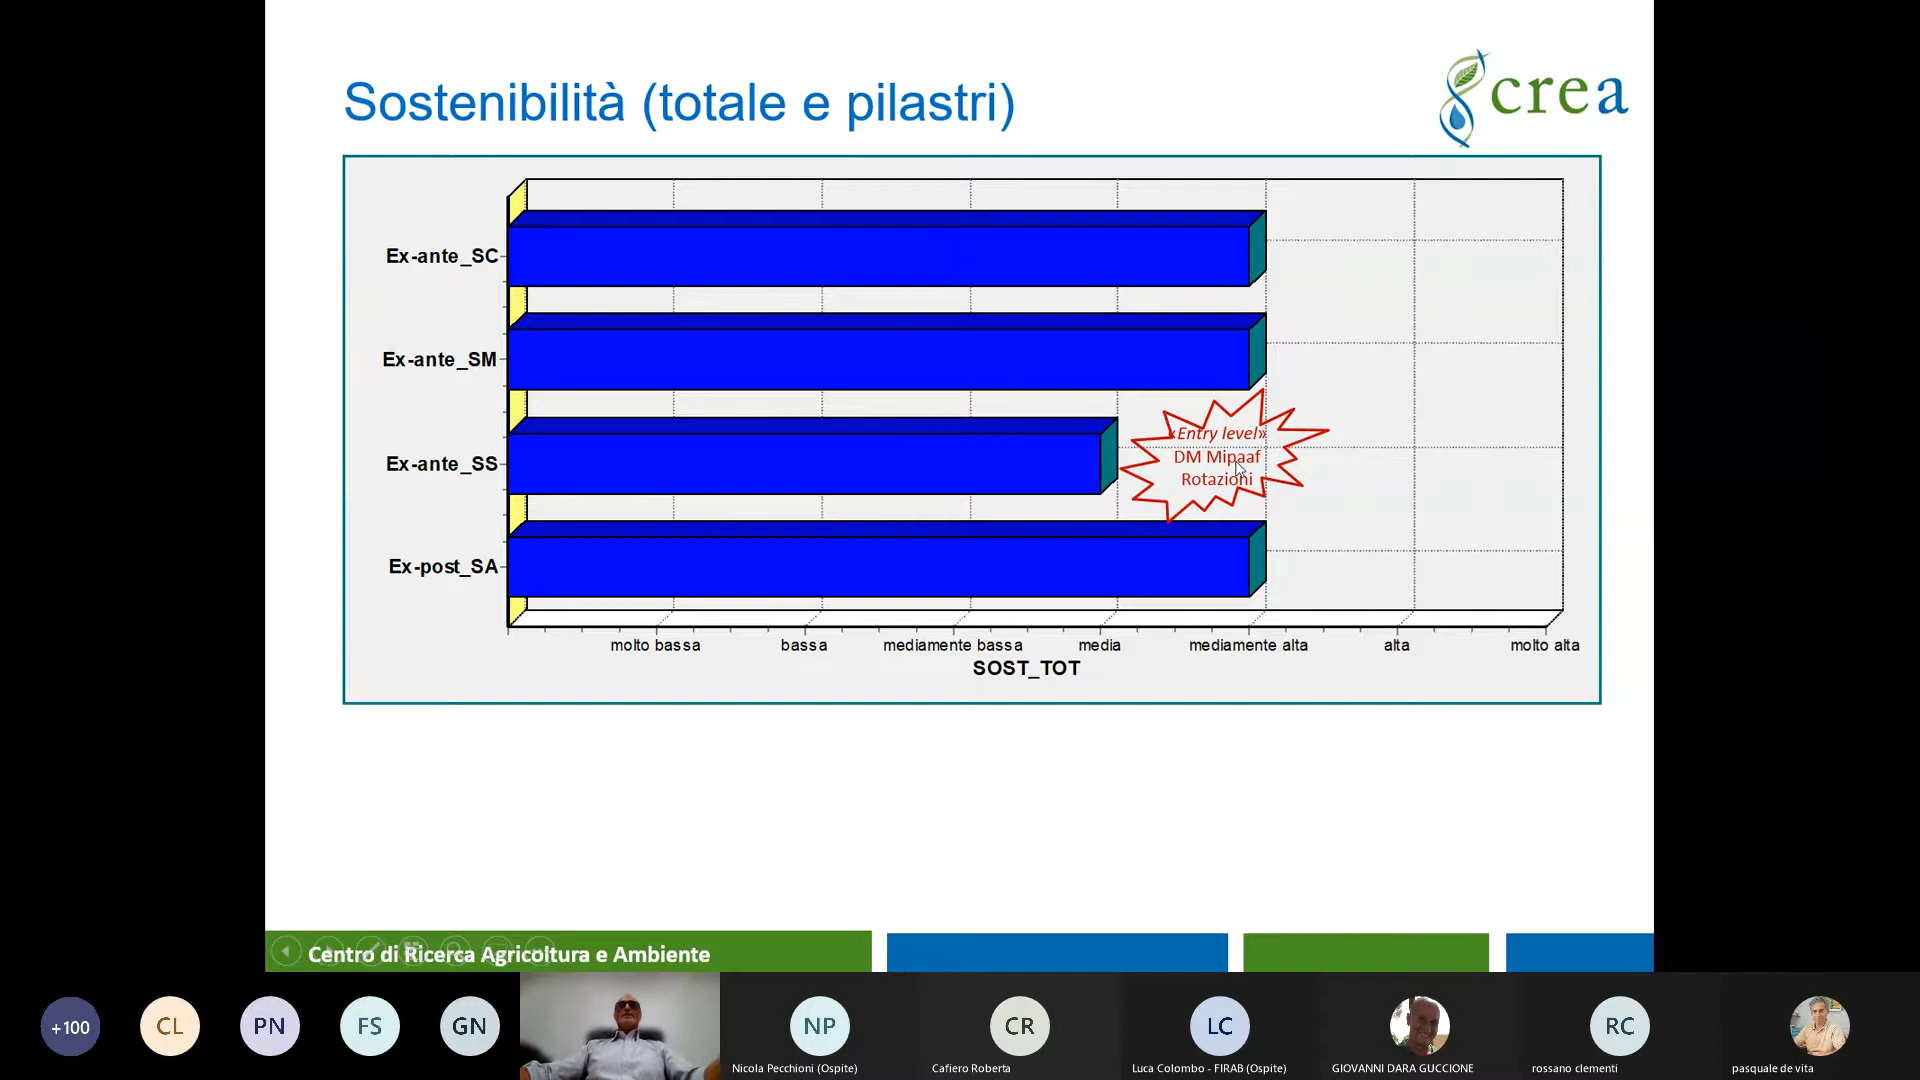 Sostenibilità (totale e pilastri)
crea
Ex-ante_SC
Ex-ante_SM
Ex-ante_SS
Ex-post_SA
«Entry level»
DM Mipaaf
Rotazioni
molto bassa bassa mediamente bassa media mediamente alta alta molto alta
SOST_TOT
Centro di Ricerca Agricoltura e Ambiente
+100 CL PN FS GN NP CR LC RC
Nicola Pecchioni (Ospite) Cafiero Roberta Luca Colombo - FIRAB (Ospite) GIOVANNI DARA GUCCIONE rossano clementi pasquale de vita